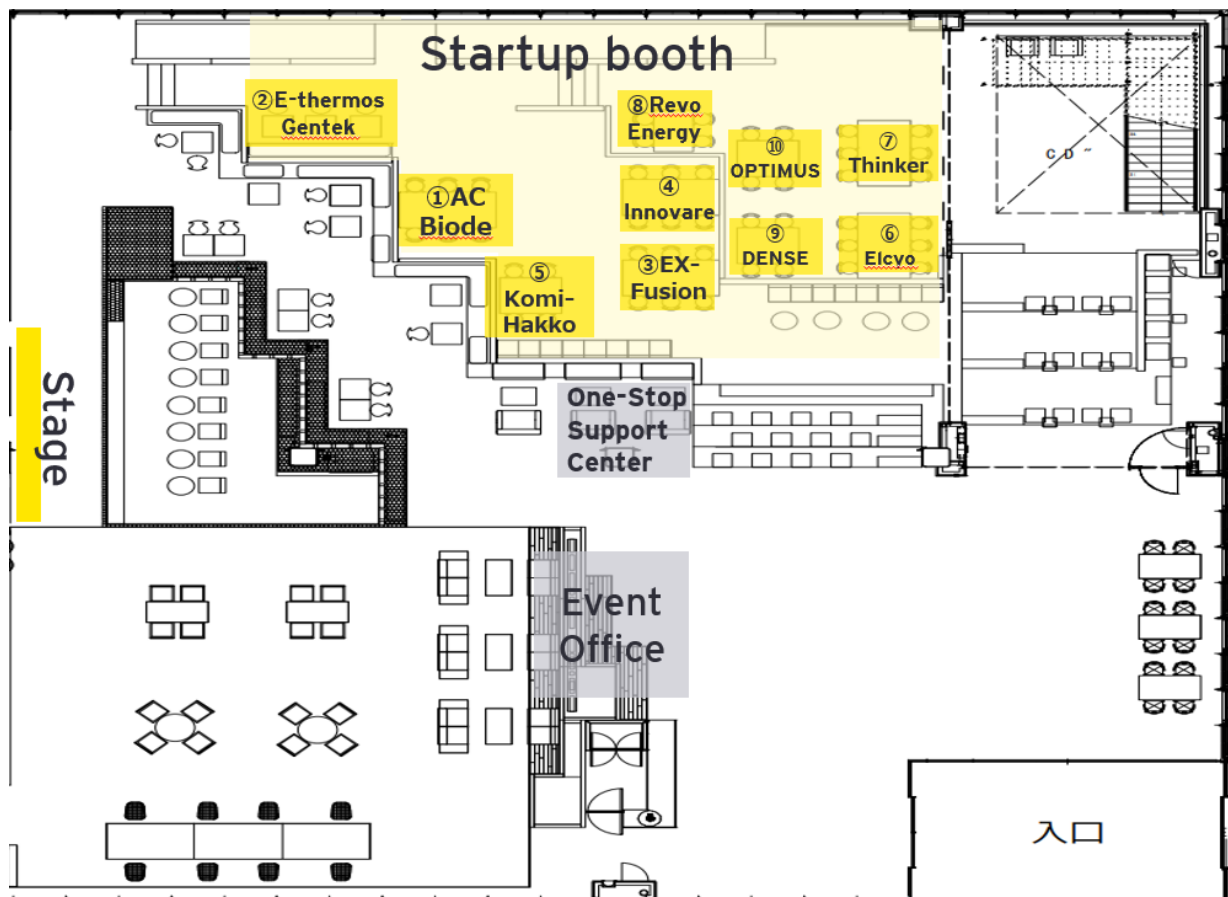 Startup booth
②E-thermos
Gentek
⑧Revo
Energy
⑩
OPTIMUS
⑦
Thinker
①AC
Biode
④
Innovare
⑨
DENSE
⑥
Elcyo
⑤
Komi-
Hakko
③EX-
Fusion
Stage
One-Stop
Support
Center
Event
Office
入口
C D